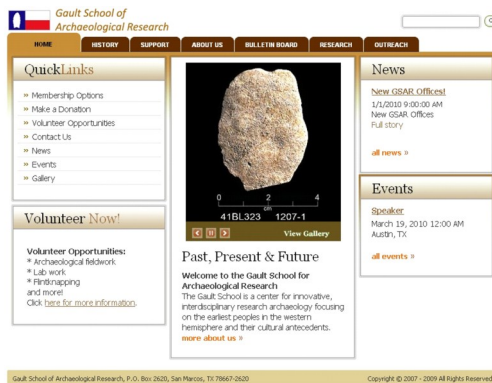 Gault School of
Archaeological Research
HOME HISTORY SUPPORT ABOUT US BULLETIN BOARD RESEARCH OUTREACH
QuickLinks
» Membership Options
» Make a Donation
» Volunteer Opportunities
» Contact Us
» News
» Events
» Gallery
Volunteer Now!
Volunteer Opportunities:
* Archaeological fieldwork
* Lab work
* Flintknapping
and more!
Click here for more information.
0 2 4
cm
41BL323 1207-1
View Gallery
Past, Present & Future
Welcome to the Gault School for
Archaeological Research
The Gault School is a center for innovative,
interdisciplinary research archaeology focusing
on the earliest peoples in the western
hemisphere and their cultural antecedents.
more about us »
News
New GSAR Offices!
1/1/2010 9:00:00 AM
New GSAR Offices
Full story
all news »
Events
Speaker
March 19, 2010 12:00 AM
Austin, TX
all events »
Gault School of Archaeological Research, P.O. Box 2620, San Marcos, TX 78667-2620
Copyright © 2007 - 2009 All Rights Reserved